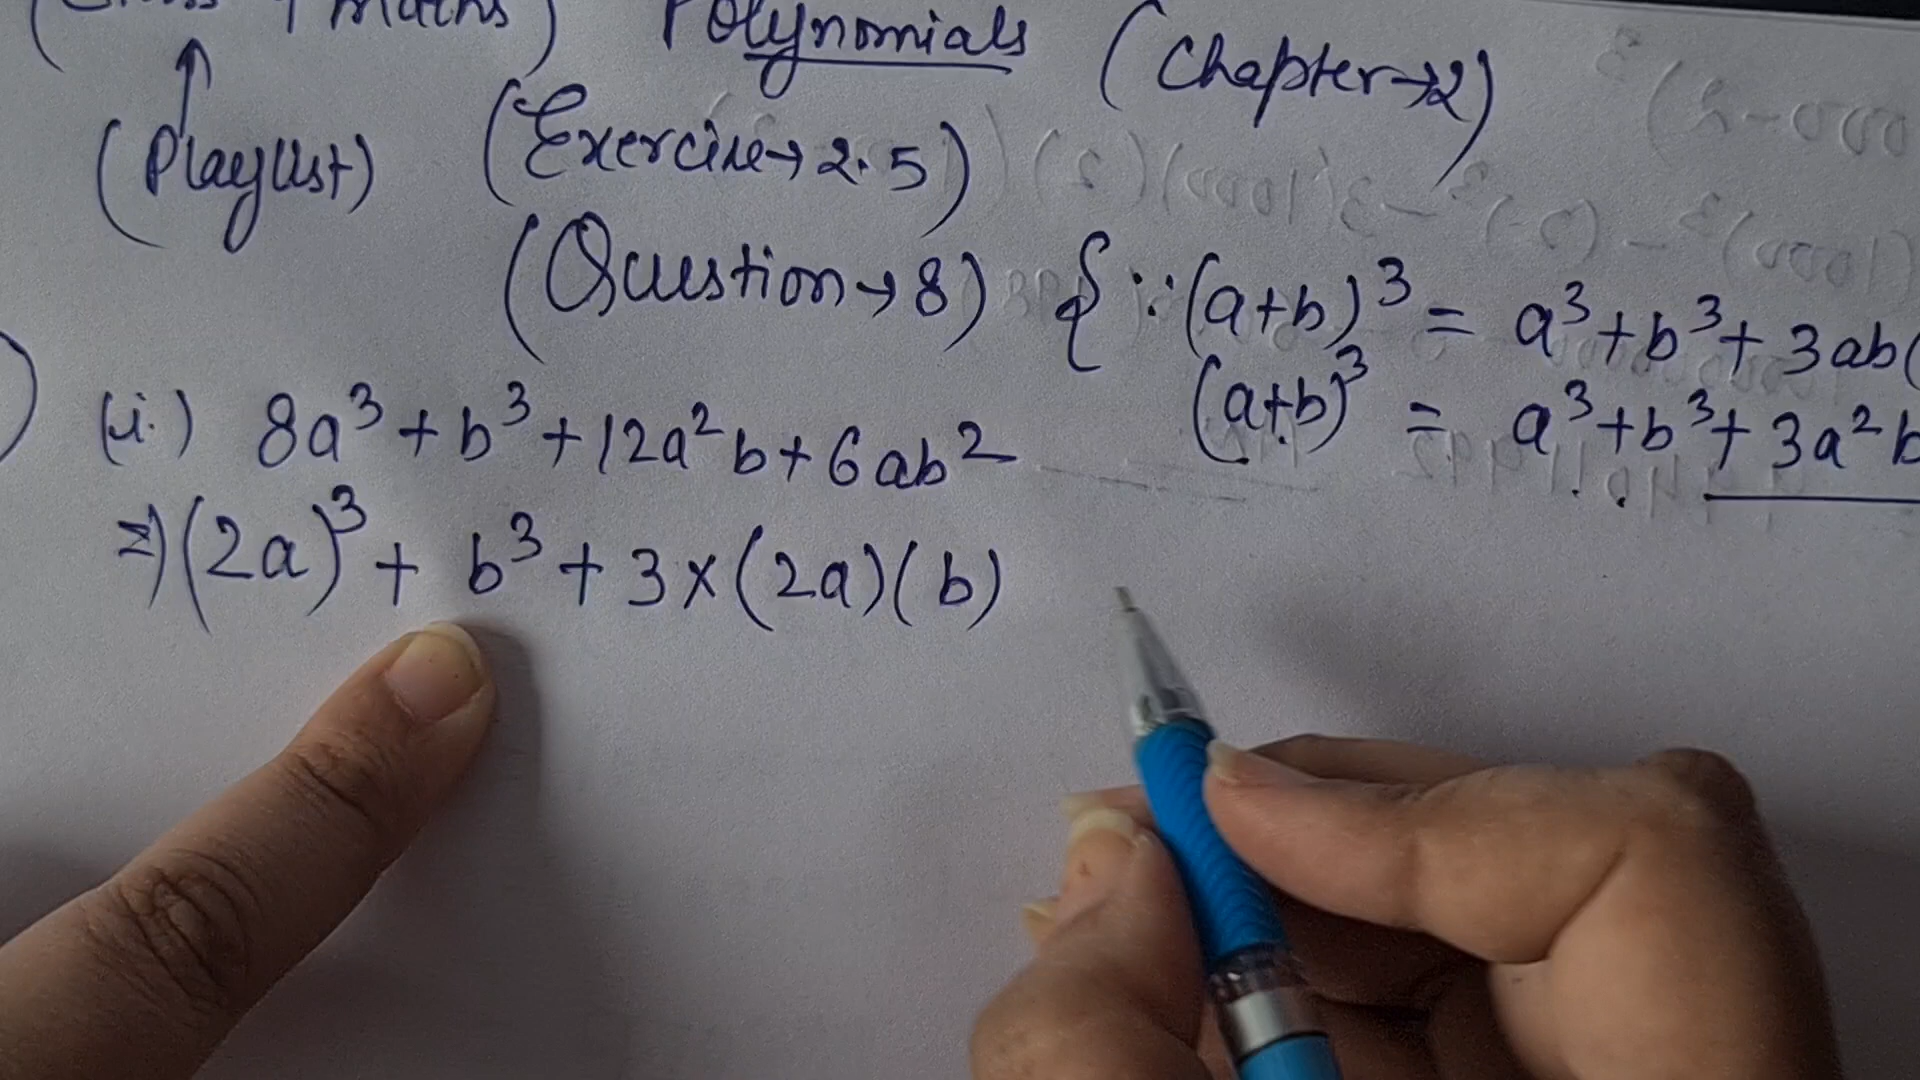 Maths) Polynomials (Chapter→2)
(Playlist) (Exercise→2.5)
(Question→8) {∵(a+b)³ = a³+b³+3ab(
(a+b)³ = a³+b³+3a²b
(i.) 8a³+b³+12a²b+6ab²
⇒(2a)³+ b³+3×(2a)(b)